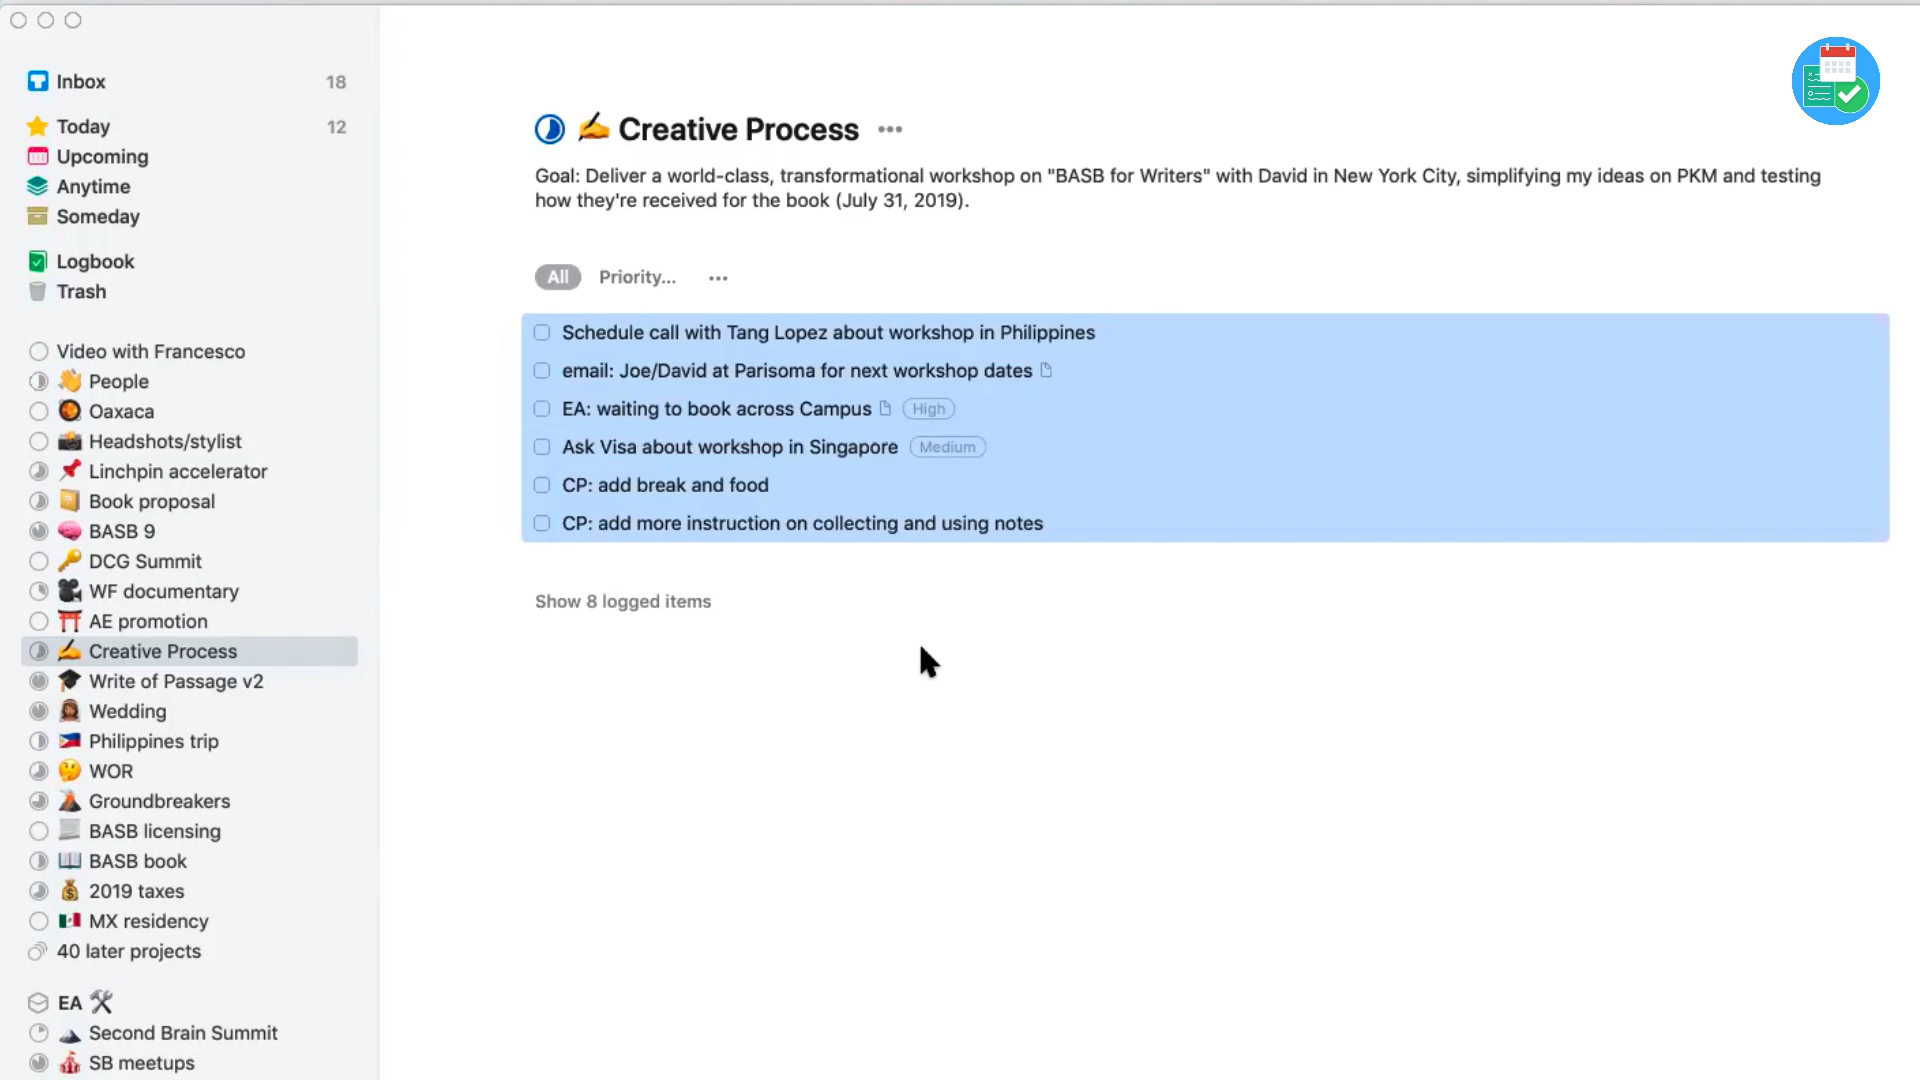 Inbox 18
Today 12
Upcoming
Anytime
Someday
Logbook
Trash
Video with Francesco
People
Oaxaca
Headshots/stylist
Linchpin accelerator
Book proposal
BASB 9
DCG Summit
WF documentary
AE promotion
Creative Process
Write of Passage v2
Wedding
Philippines trip
WOR
Groundbreakers
BASB licensing
BASB book
2019 taxes
MX residency
40 later projects
EA
Second Brain Summit
SB meetups
Creative Process
Goal: Deliver a world-class, transformational workshop on "BASB for Writers" with David in New York City, simplifying my ideas on PKM and testing
how they're received for the book (July 31, 2019).
All Priority...
Schedule call with Tang Lopez about workshop in Philippines
email: Joe/David at Parisoma for next workshop dates
EA: waiting to book across Campus High
Ask Visa about workshop in Singapore Medium
CP: add break and food
CP: add more instruction on collecting and using notes
Show 8 logged items